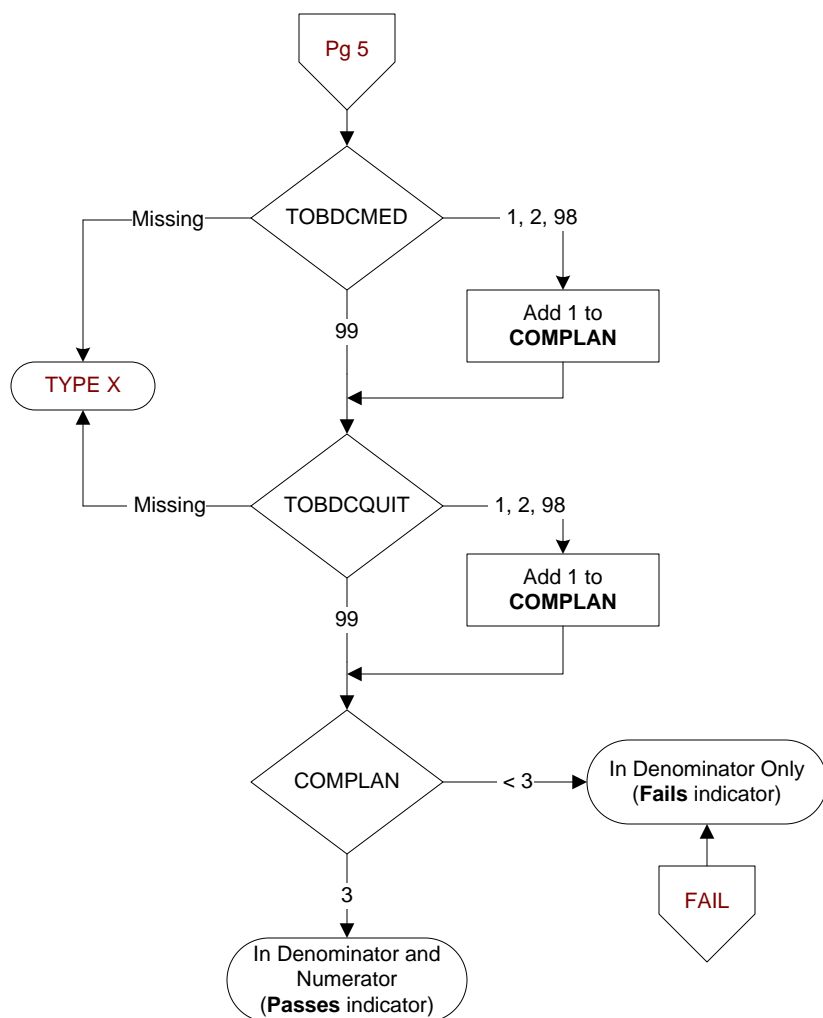 Pg 5
TOBDCMED
Missing
1, 2, 98
Add 1 to
COMPLAN
99
TYPE X
TOBDCQUIT
Missing
1, 2, 98
Add 1 to
COMPLAN
99
COMPLAN
< 3
In Denominator Only
(Fails indicator)
3
FAIL
In Denominator and
Numerator
(Passes indicator)